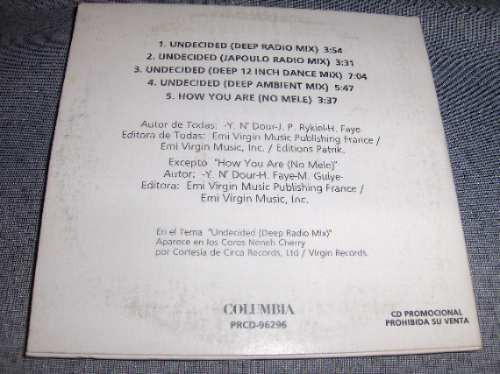 1. UNDECIDED (DEEP RADIO MIX) 3:54
2. UNDECIDED (JAPOULO RADIO MIX) 3:31
3. UNDECIDED (DEEP 12 INCH DANCE MIX) 7:04
4. UNDECIDED (DEEP AMBIENT MIX) 5:47
5. HOW YOU ARE (NO MELE) 3:37
Autor de Todas: -Y. N' Dour-J. P. Rykiel-H. Faye
Editora de Todas: Emi Virgin Music Publishing France /
Emi Virgin Music, Inc. / Editions Patrik.
Excepto "How You Are (No Mele)"
Autor; -Y. N' Dour-H. Faye-M. Gulye-
Editora: Emi Virgin Music Publishing France /
Emi Virgin Music, Inc.
En el Tema "Undecided (Deep Radio Mix)"
Aparece en los Coros Neneh Cherry
por Cortesía de Circa Records, Ltd / Virgin Records.
COLUMBIA
PRCD-96296
CD PROMOCIONAL
PROHIBIDA SU VENTA